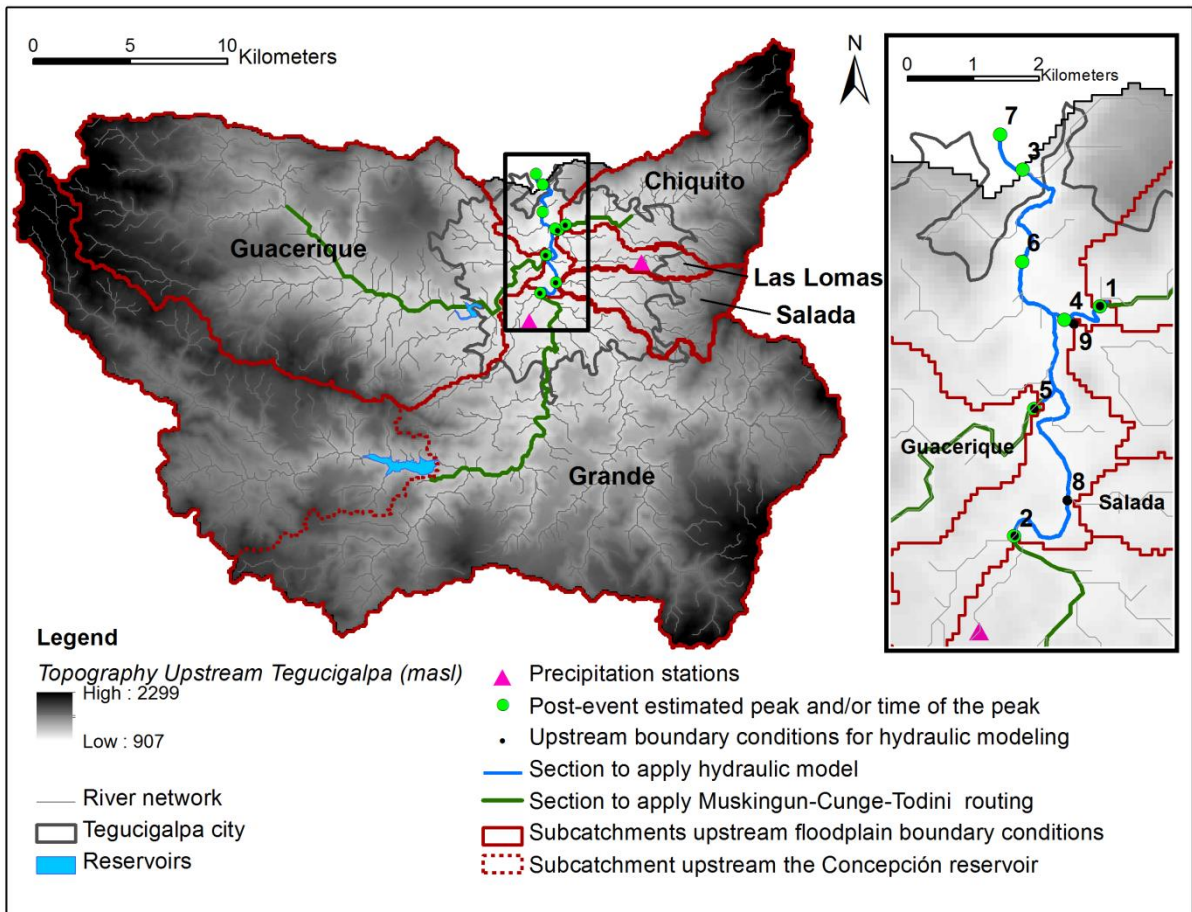 0 5 10
Kilometers
N
Chiquito
Guacerique
Las Lomas
Salada
Grande
0 1 2
Kilometers
7
3
6
4
1
9
5
Guacerique
8
Salada
2
Legend
Topography Upstream Tegucigalpa (masl)
High : 2299
Low : 907
River network
Tegucigalpa city
Reservoirs
Precipitation stations
Post-event estimated peak and/or time of the peak
Upstream boundary conditions for hydraulic modeling
Section to apply hydraulic model
Section to apply Muskingun-Cunge-Todini routing
Subcatchments upstream floodplain boundary conditions
Subcatchment upstream the Concepción reservoir